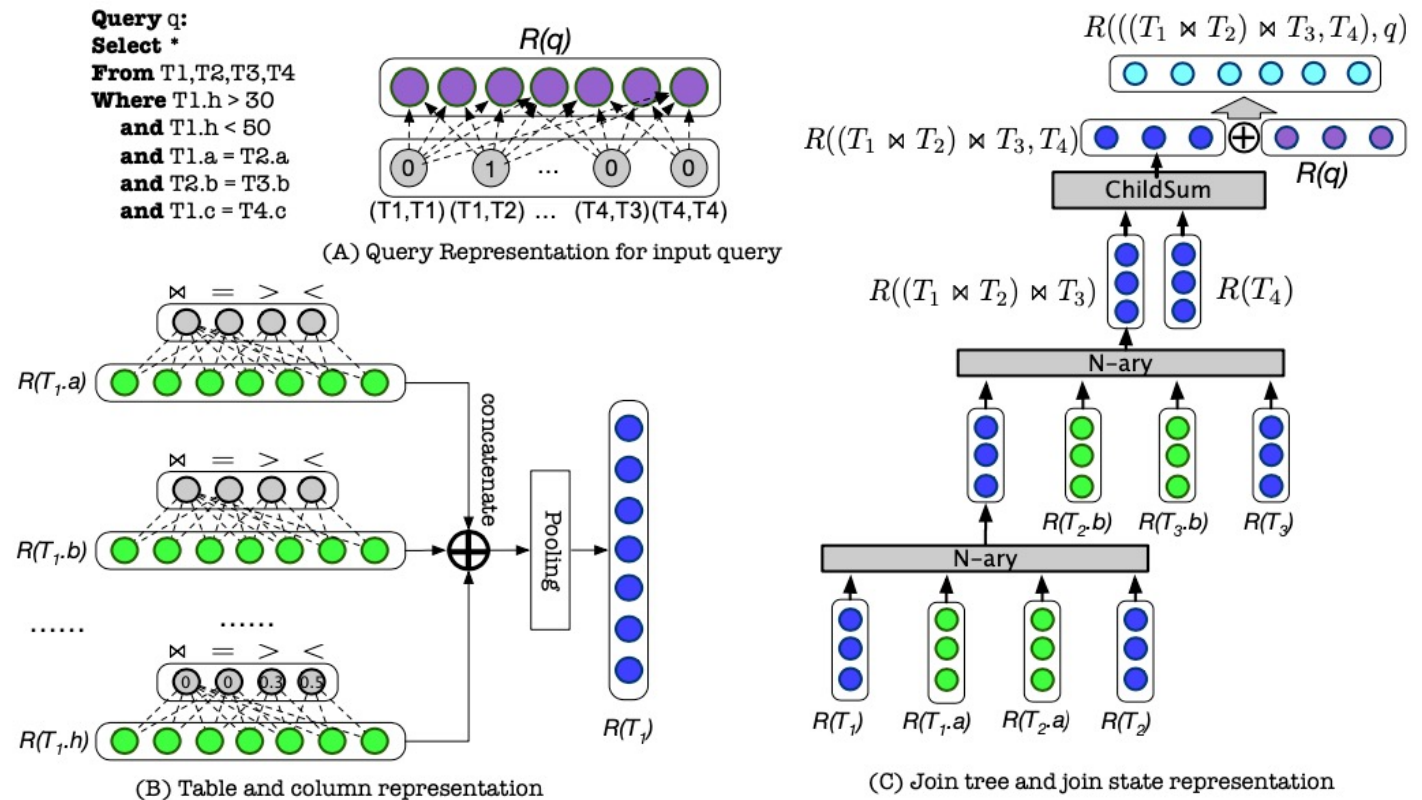 Query q:
Select *
From T1,T2,T3,T4
Where T1.h > 30
and T1.h < 50
and T1.a = T2.a
and T2.b = T3.b
and T1.c = T4.c
R(q)
0 1 ... 0 0
(T1,T1) (T1,T2) ... (T4,T3) (T4,T4)
(A) Query Representation for input query
⋈ = > <
R(T₁.a)
⋈ = > <
R(T₁.b)
...... ......
⋈ = > <
0 0 0.3 0.5
R(T₁.h)
concatenate
Pooling
R(T₁)
(B) Table and column representation
R(((T₁ ⋈ T₂) ⋈ T₃, T₄), q)
R((T₁ ⋈ T₂) ⋈ T₃, T₄)
R(q)
ChildSum
R((T₁ ⋈ T₂) ⋈ T₃)
R(T₄)
N-ary
R(T₂.b) R(T₃.b) R(T₃)
N-ary
R(T₁) R(T₁.a) R(T₂.a) R(T₂)
(C) Join tree and join state representation